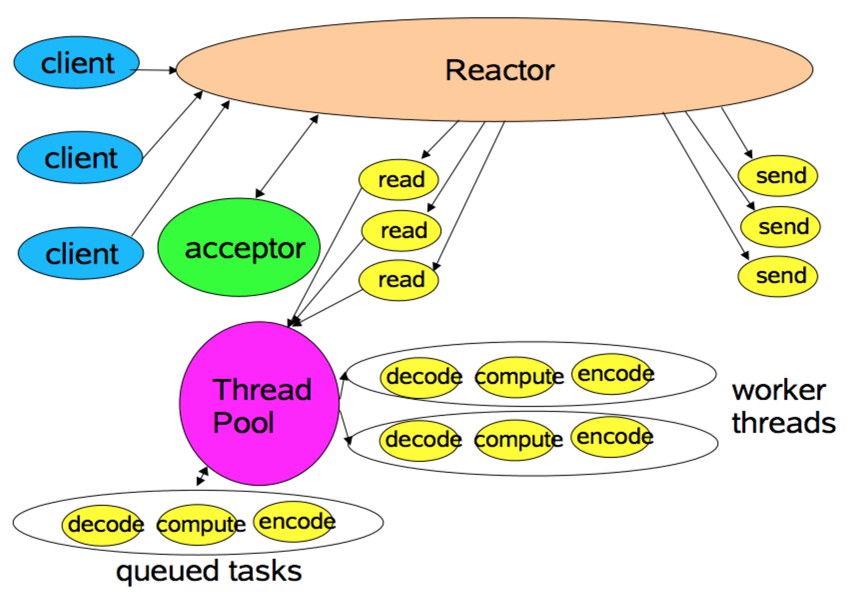 client
Reactor
client
client
acceptor
read
read
read
send
send
send
Thread
Pool
decode compute encode
decode compute encode
worker
threads
decode compute encode
queued tasks